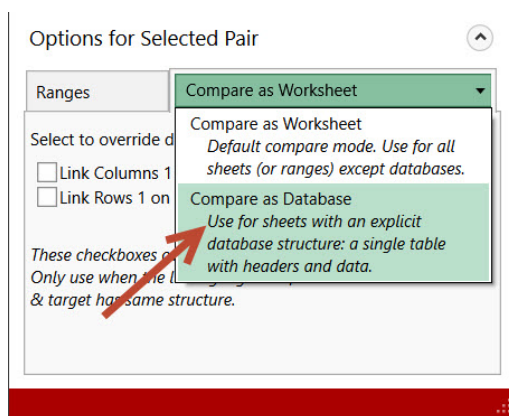 Options for Selected Pair
Ranges
Compare as Worksheet
Compare as Worksheet
Default compare mode. Use for all
sheets (or ranges) except databases.
Compare as Database
Use for sheets with an explicit
database structure: a single table
with headers and data.
Select to override
Link Columns 1
Link Rows 1 on
These checkboxes
Only use when the
& target has same structure.